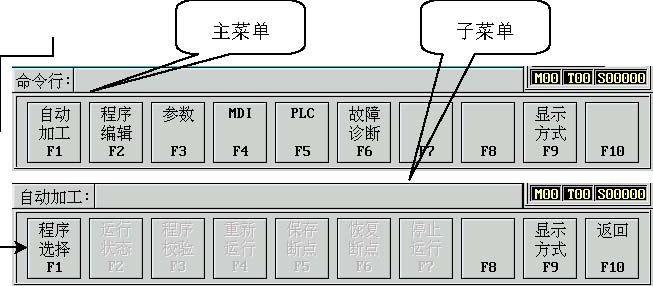 主菜单 子菜单
命令行: M00 T00 S00000
自动 程序 参数 MDI PLC 故障 显示
加工 编辑 诊断 方式
F1 F2 F3 F4 F5 F6 F7 F8 F9 F10
自动加工: M00 T00 S00000
程序 运行 程序 重新 保存 恢复 停止 显示 返回
选择 状态 校验 运行 断点 断点 运行 方式
F1 F2 F3 F4 F5 F6 F7 F8 F9 F10